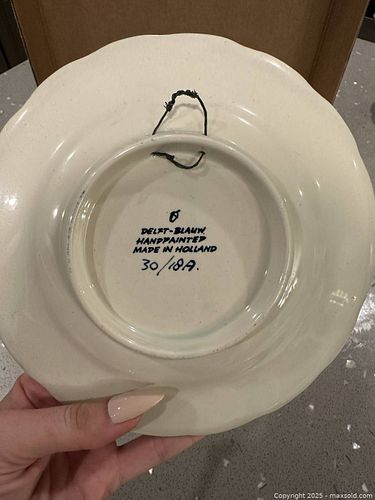 DELFT-BLAUW
HANDPAINTED
MADE IN HOLLAND
30/18A.
Copyright 2025 - maxsold.com